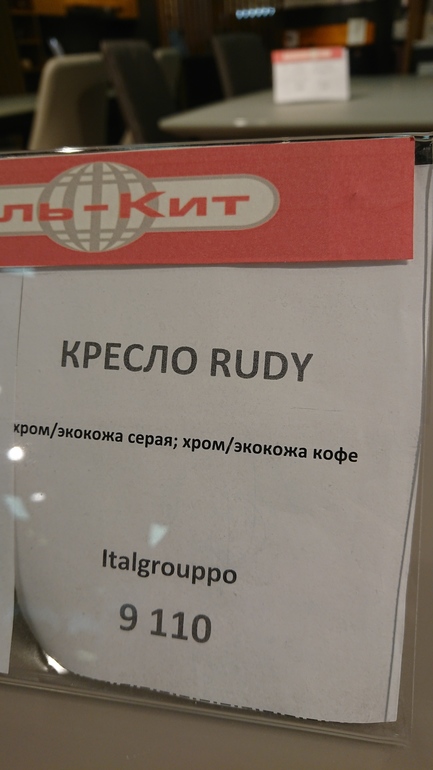 ль-Кит
КРЕСЛО RUDY
хром/экокожа серая; хром/экокожа кофе
Italgrouppo
9 110